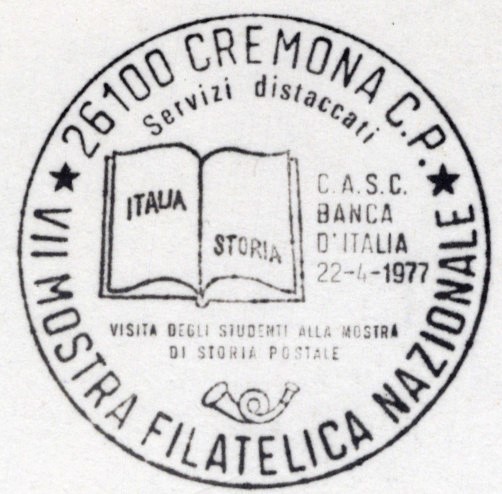 26100 CREMONA C.P.
Servizi distaccati
ITALIA
STORIA
C.A.S.C.
BANCA
D'ITALIA
22-4-1977
VISITA DEGLI STUDENTI ALLA MOSTRA
DI STORIA POSTALE
★ VII MOSTRA FILATELICA NAZIONALE ★